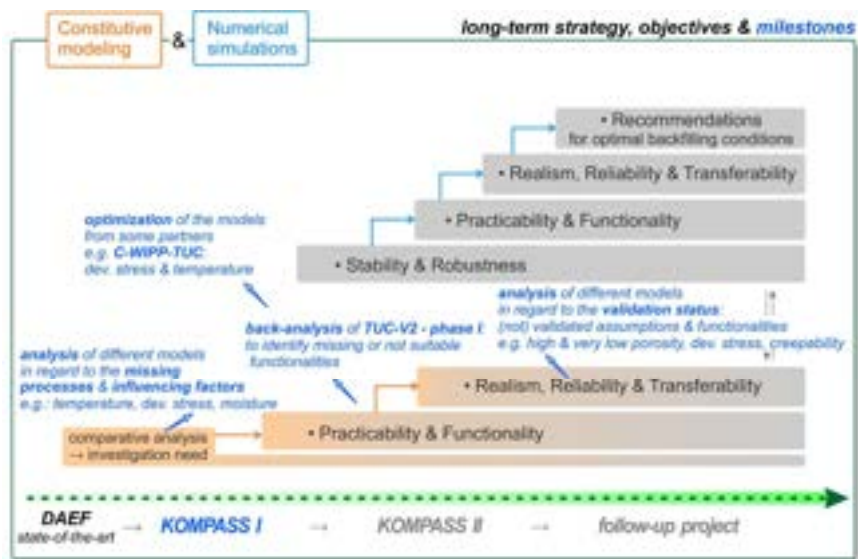 Constitutive
modeling
&
Numerical
simulations
long-term strategy, objectives & milestones
• Recommendations
for optimal backfilling conditions
• Realism, Reliability & Transferability
• Practicability & Functionality
• Stability & Robustness
optimization of the models
from some partners
e.g. C-WIPP-TUC:
dev. stress & temperature
analysis of different models
in regard to the validation status:
(not) validated assumptions & functionalities
e.g. high & very low porosity, dev. stress, creepability
back-analysis of TUC-V2 - phase I:
to identify missing or not suitable
functionalities
analysis of different models
in regard to the missing
processes & influencing factors
e.g.: temperature, dev. stress, moisture
• Realism, Reliability & Transferability
• Practicability & Functionality
comparative analysis
→ investigation need
DAEF
state-of-the-art
→ KOMPASS I → KOMPASS II → follow-up project